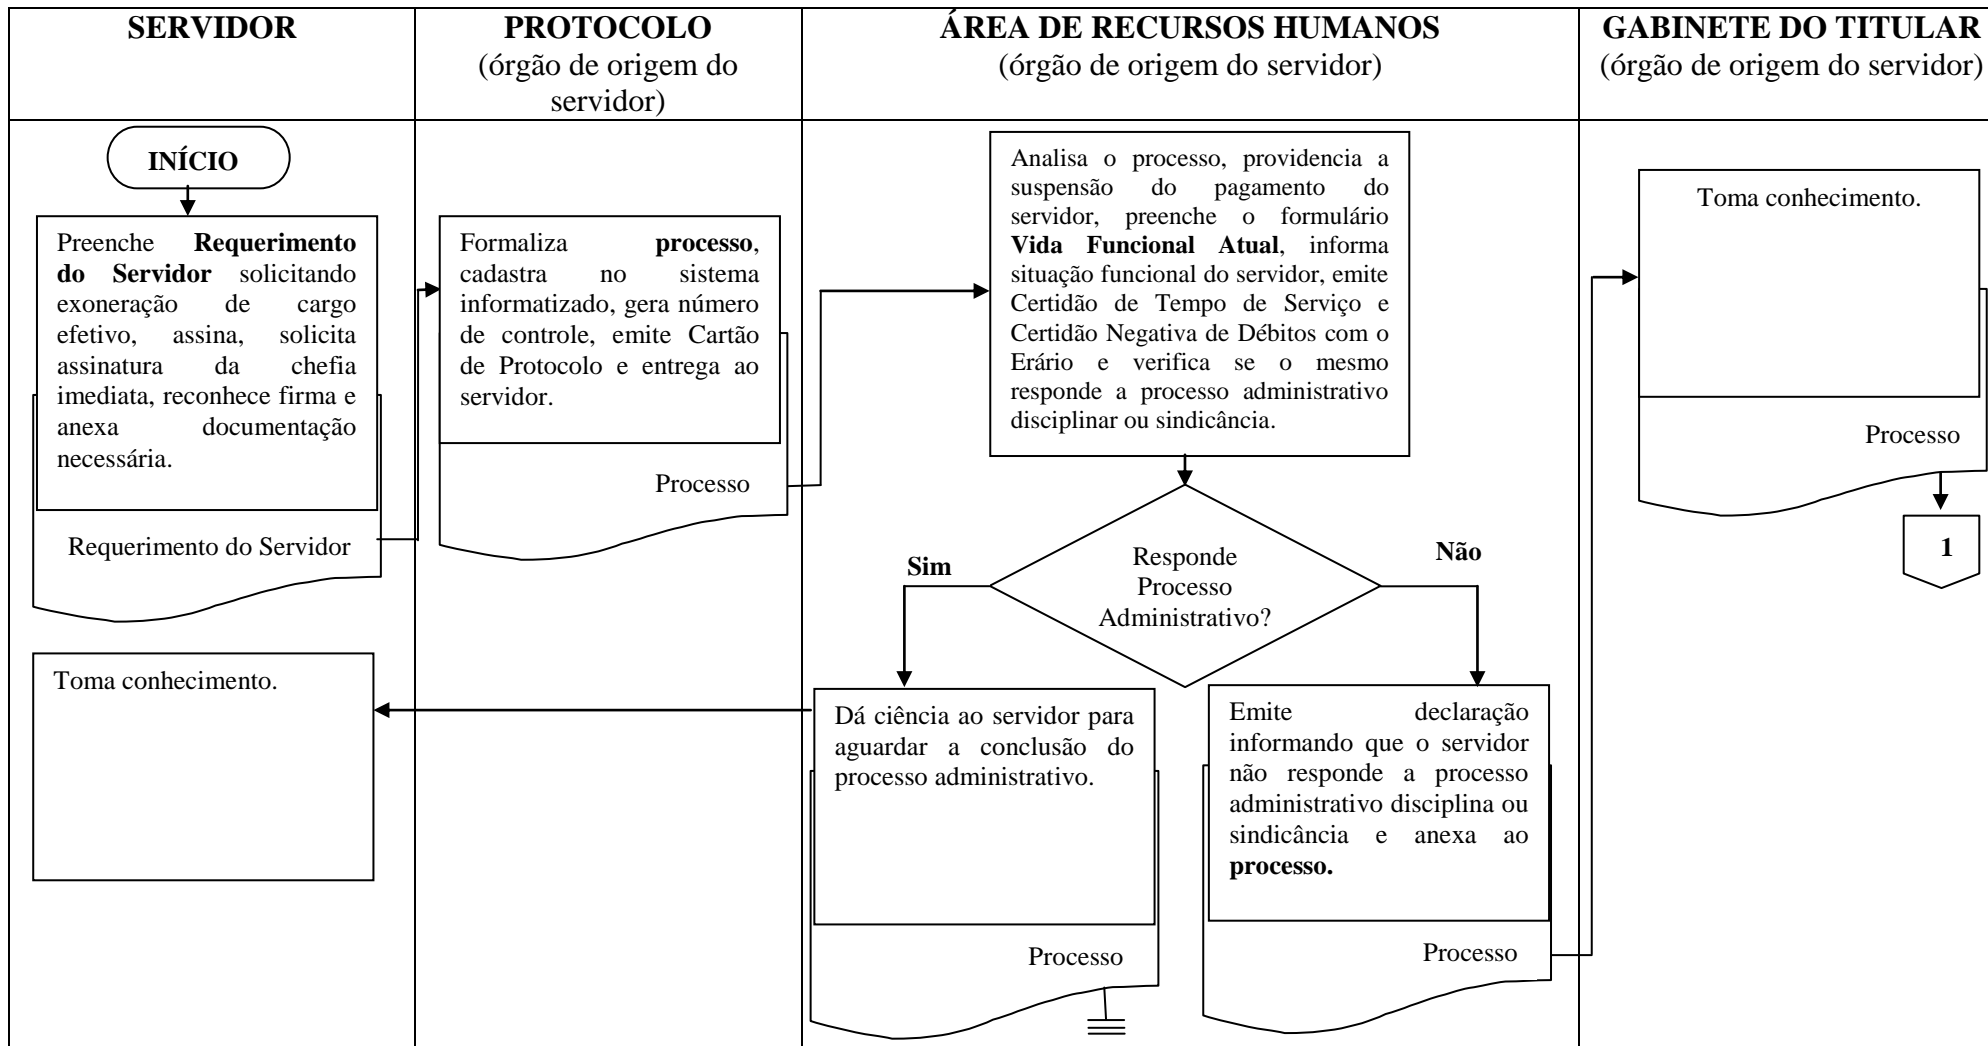 SERVIDOR
PROTOCOLO
(órgão de origem do
servidor)
ÁREA DE RECURSOS HUMANOS
(órgão de origem do servidor)
GABINETE DO TITULAR
(órgão de origem do servidor)
INÍCIO
Preenche Requerimento
do Servidor solicitando
exoneração de cargo
efetivo, assina, solicita
assinatura da chefia
imediata, reconhece firma e
anexa documentação
necessária.
Requerimento do Servidor
Toma conhecimento.
Formaliza processo,
cadastra no sistema
informatizado, gera número
de controle, emite Cartão
de Protocolo e entrega ao
servidor.
Processo
Analisa o processo, providencia a
suspensão do pagamento do
servidor, preenche o formulário
Vida Funcional Atual, informa
situação funcional do servidor, emite
Certidão de Tempo de Serviço e
Certidão Negativa de Débitos com o
Erário e verifica se o mesmo
responde a processo administrativo
disciplinar ou sindicância.
Responde
Processo
Administrativo?
Sim
Não
Dá ciência ao servidor para
aguardar a conclusão do
processo administrativo.
Processo
Emite declaração
informando que o servidor
não responde a processo
administrativo disciplina ou
sindicância e anexa ao
processo.
Processo
Toma conhecimento.
Processo
1